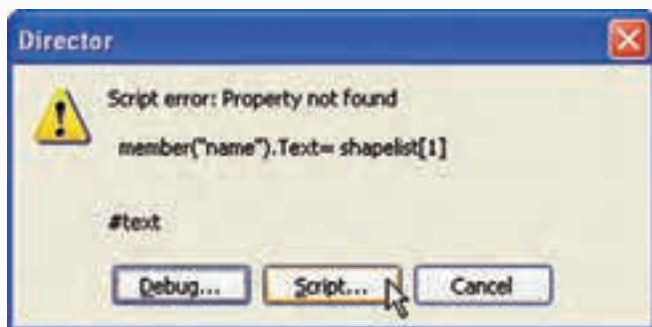 Director
Script error: Property not found
member("name").Text= shapelist[1]
#text
Debug...
Script...
Cancel